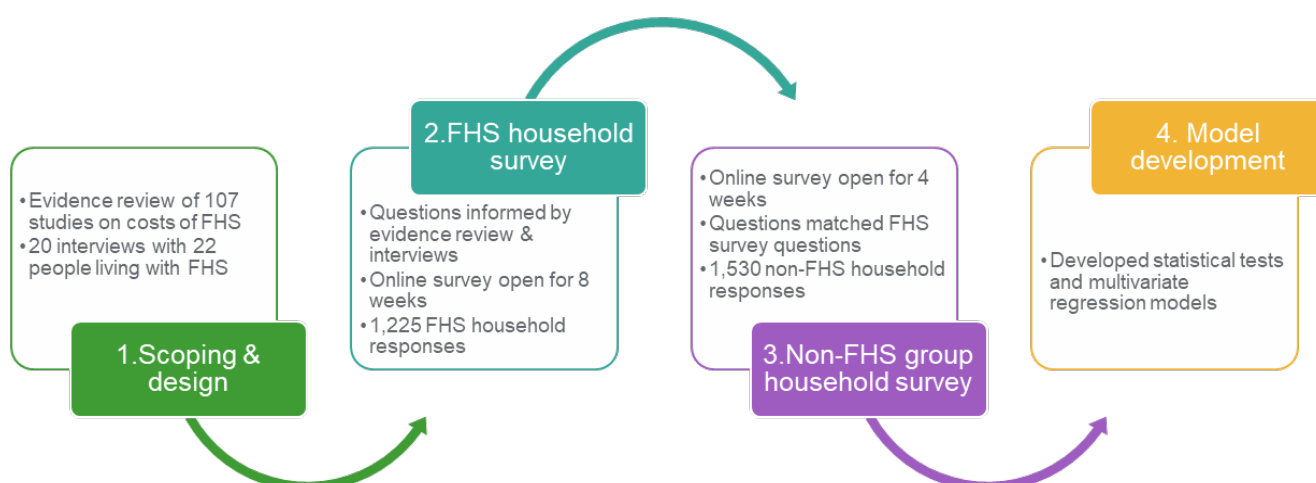 • Evidence review of 107
studies on costs of FHS
• 20 interviews with 22
people living with FHS
1.Scoping &
design
2.FHS household
survey
• Questions informed by
evidence review &
interviews
• Online survey open for 8
weeks
• 1,225 FHS household
responses
• Online survey open for 4
weeks
• Questions matched FHS
survey questions
• 1,530 non-FHS household
responses
3.Non-FHS group
household survey
4. Model
development
• Developed statistical tests
and multivariate
regression models